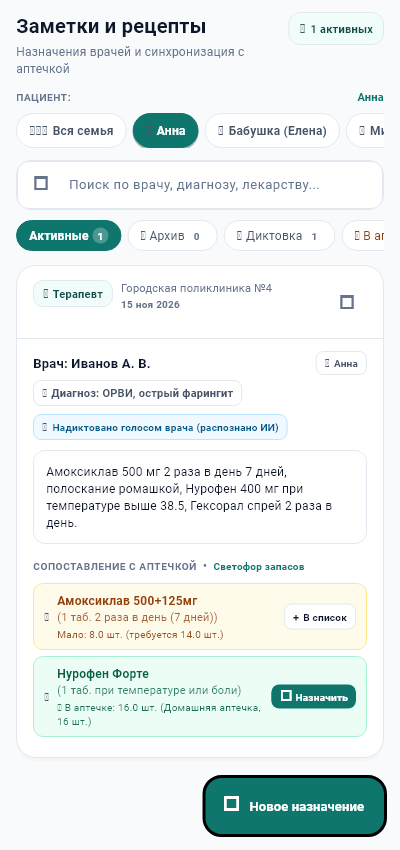 Заметки и рецепты
1 активных
Назначения врачей и синхронизация с
аптечкой
ПАЦИЕНТ:
Анна
Вся семья
Анна
Бабушка (Елена)
Ми
Поиск по врачу, диагнозу, лекарству...
Активные 1
Архив 0
Диктовка 1
В ап
Терапевт
Городская поликлиника №4
15 ноя 2026
Врач: Иванов А. В.
Анна
Диагноз: ОРВИ, острый фарингит
Надиктовано голосом врача (распознано ИИ)
Амоксиклав 500 мг 2 раза в день 7 дней,
полоскание ромашкой, Нурофен 400 мг при
температуре выше 38.5, Гексорал спрей 2 раза в
день.
СОПОСТАВЛЕНИЕ С АПТЕЧКОЙ • Светофор запасов
Амоксиклав 500+125мг
(1 таб. 2 раза в день (7 дней))
Мало: 8.0 шт. (требуется 14.0 шт.)
+ В список
Нурофен Форте
(1 таб. при температуре или боли)
В аптечке: 16.0 шт. (Домашняя аптечка,
16 шт.)
Назначить
Новое назначение